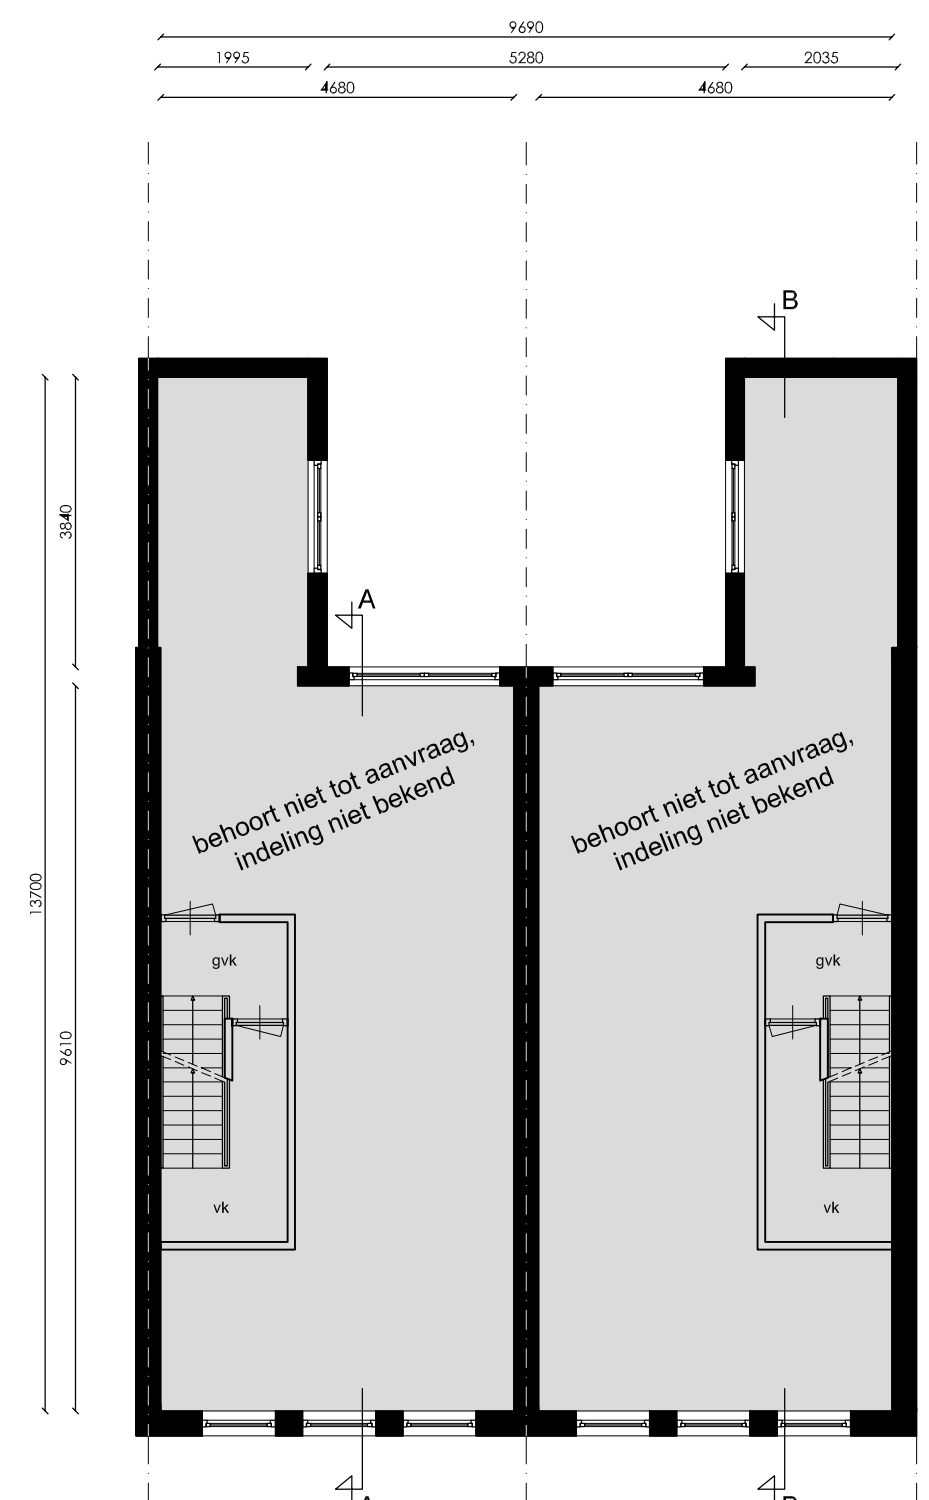 9690
1995
5280
2035
4680
4680
B
3840
A
behoort niet tot aanvraag,
indeling niet bekend
behoort niet tot aanvraag,
indeling niet bekend
13700
gvk
gvk
9610
vk
vk